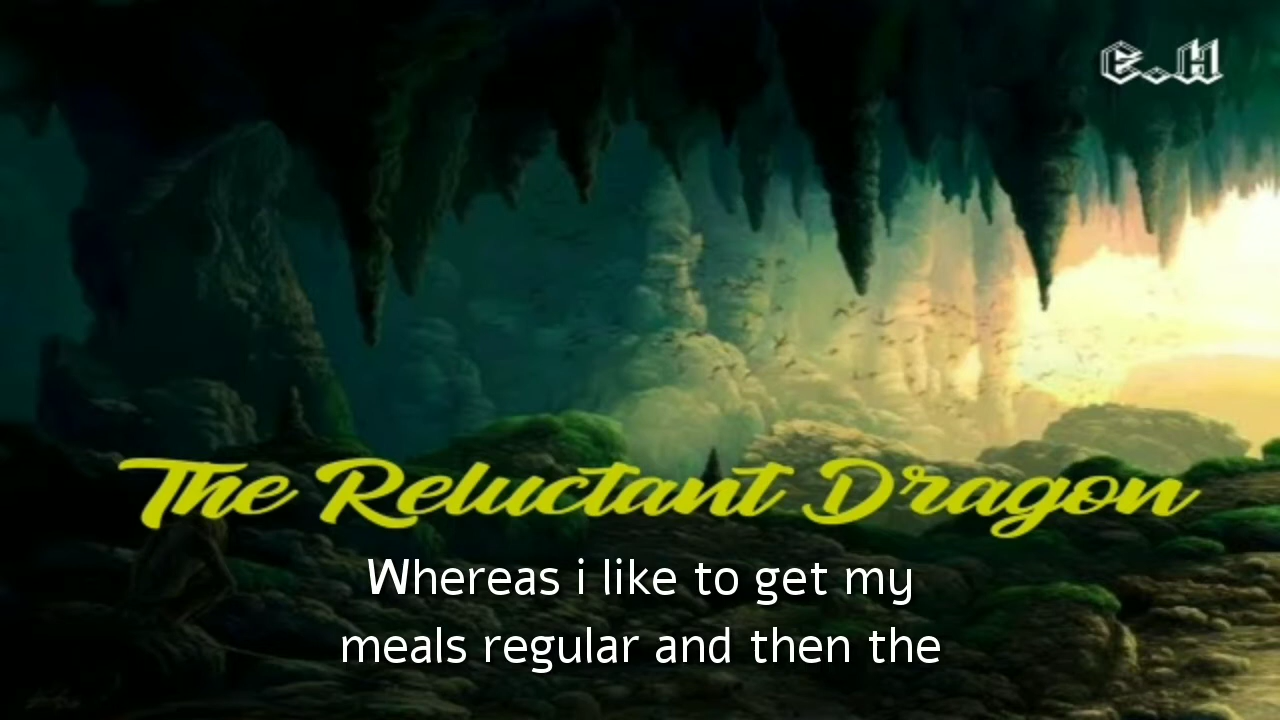 C.H
The Reluctant Dragon
Whereas i like to get my
meals regular and then the